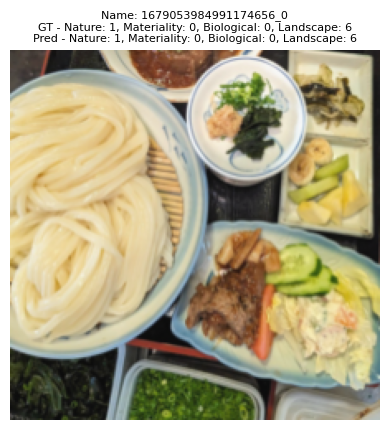 Name: 1679053984991174656_0
GT - Nature: 1, Materiality: 0, Biological: 0, Landscape: 6
Pred - Nature: 1, Materiality: 0, Biological: 0, Landscape: 6